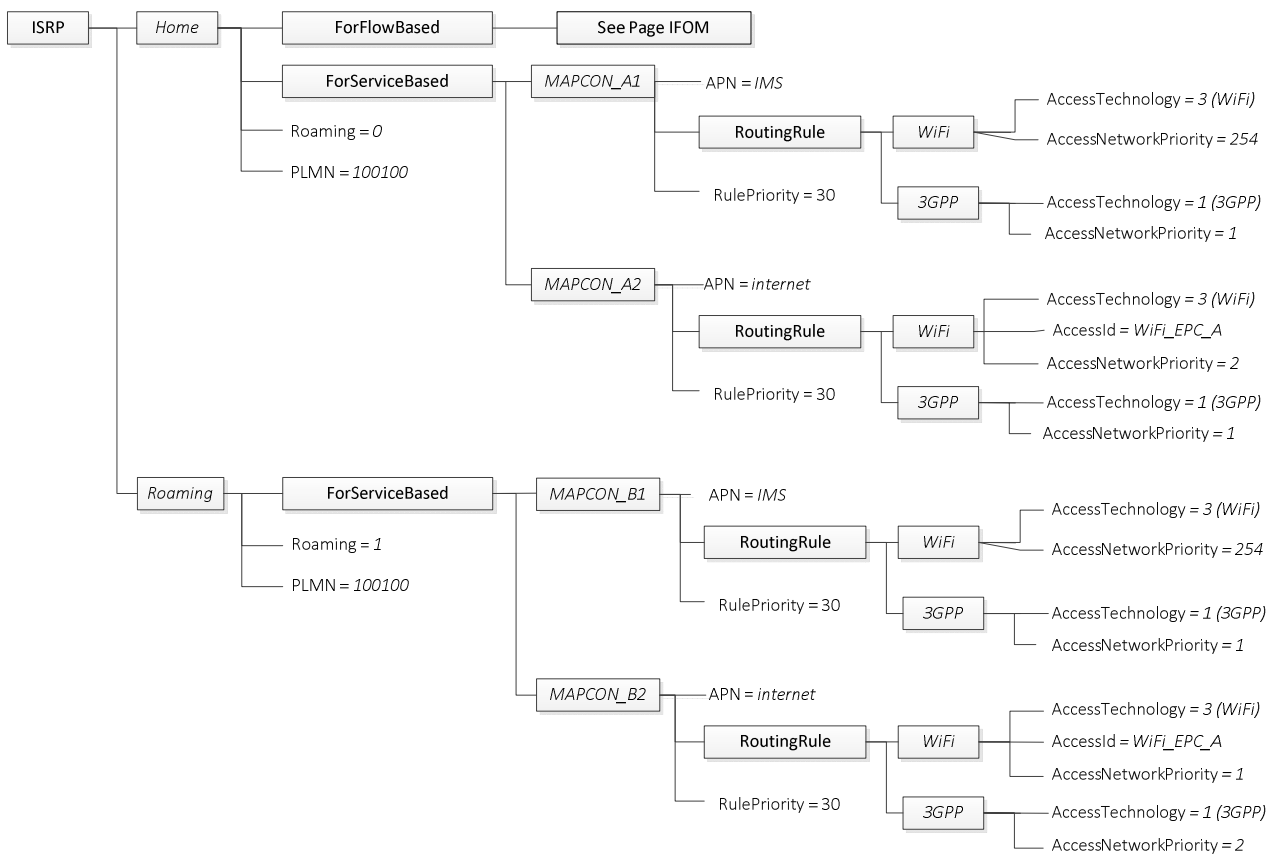 ISRP
Home
ForFlowBased
See Page IFOM
ForServiceBased
MAPCON_A1
APN = IMS
AccessTechnology = 3 (WiFi)
Roaming = 0
RoutingRule
WiFi
AccessNetworkPriority = 254
PLMN = 100100
RulePriority = 30
3GPP
AccessTechnology = 1 (3GPP)
AccessNetworkPriority = 1
MAPCON_A2
APN = internet
AccessTechnology = 3 (WiFi)
RoutingRule
WiFi
AccessId = WiFi_EPC_A
AccessNetworkPriority = 2
RulePriority = 30
3GPP
AccessTechnology = 1 (3GPP)
AccessNetworkPriority = 1
Roaming
ForServiceBased
MAPCON_B1
APN = IMS
AccessTechnology = 3 (WiFi)
Roaming = 1
RoutingRule
WiFi
AccessNetworkPriority = 254
PLMN = 100100
RulePriority = 30
3GPP
AccessTechnology = 1 (3GPP)
AccessNetworkPriority = 1
MAPCON_B2
APN = internet
AccessTechnology = 3 (WiFi)
RoutingRule
WiFi
AccessId = WiFi_EPC_A
AccessNetworkPriority = 1
RulePriority = 30
3GPP
AccessTechnology = 1 (3GPP)
AccessNetworkPriority = 2